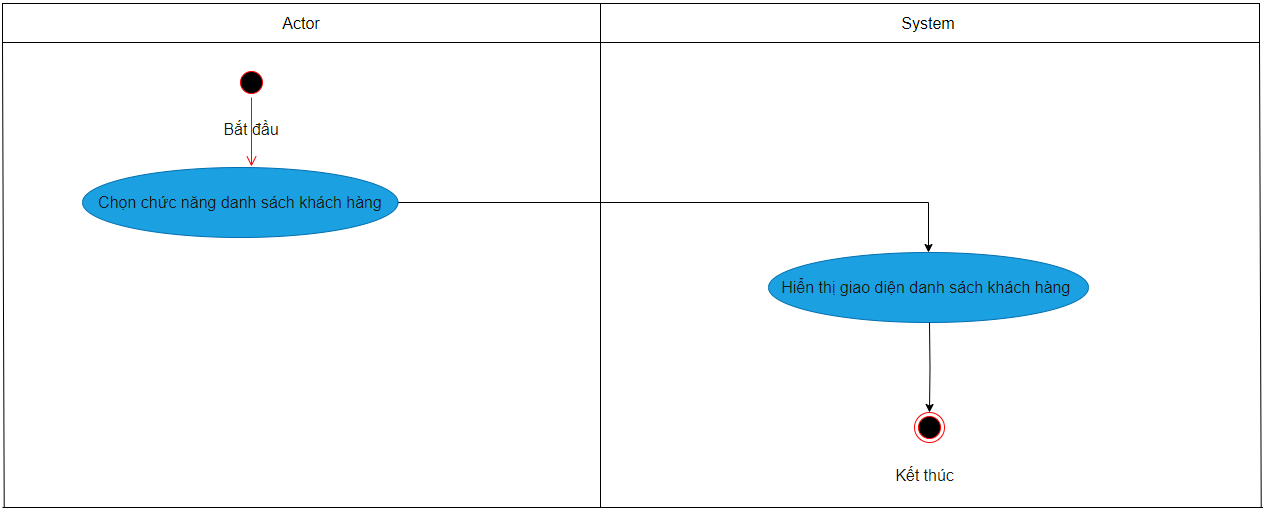 Actor
System
Bắt đầu
Chọn chức năng danh sách khách hàng
Hiển thị giao diện danh sách khách hàng
Kết thúc